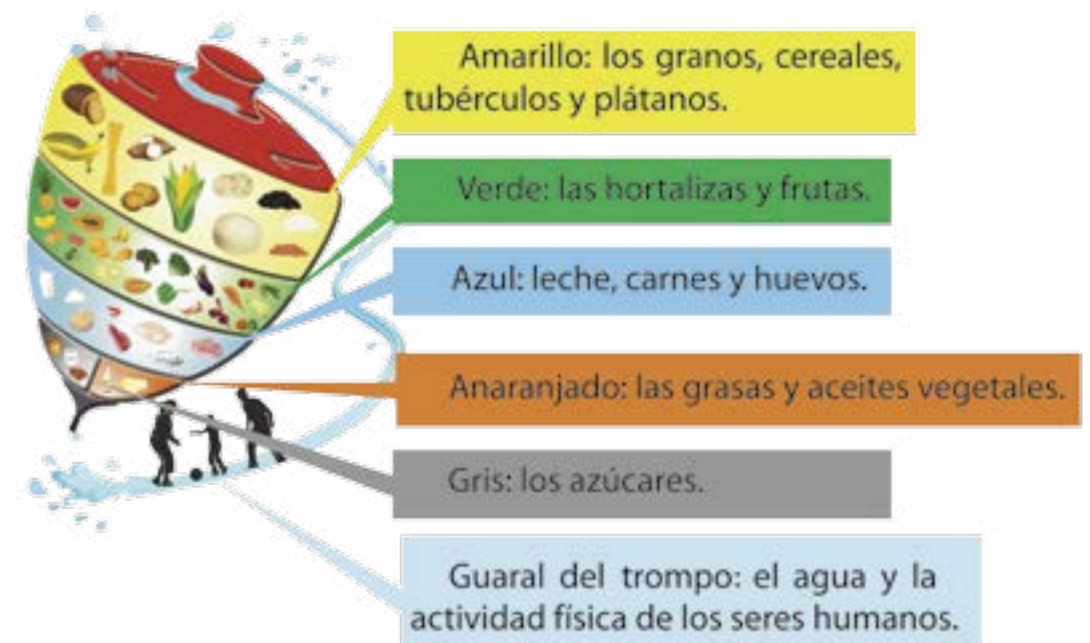 Amarillo: los granos, cereales,
tubérculos y plátanos.
Verde: las hortalizas y frutas.
Azul: leche, carnes y huevos.
Anaranjado: las grasas y aceites vegetales.
Gris: los azúcares.
Guaral del trompo: el agua y la
actividad física de los seres humanos.